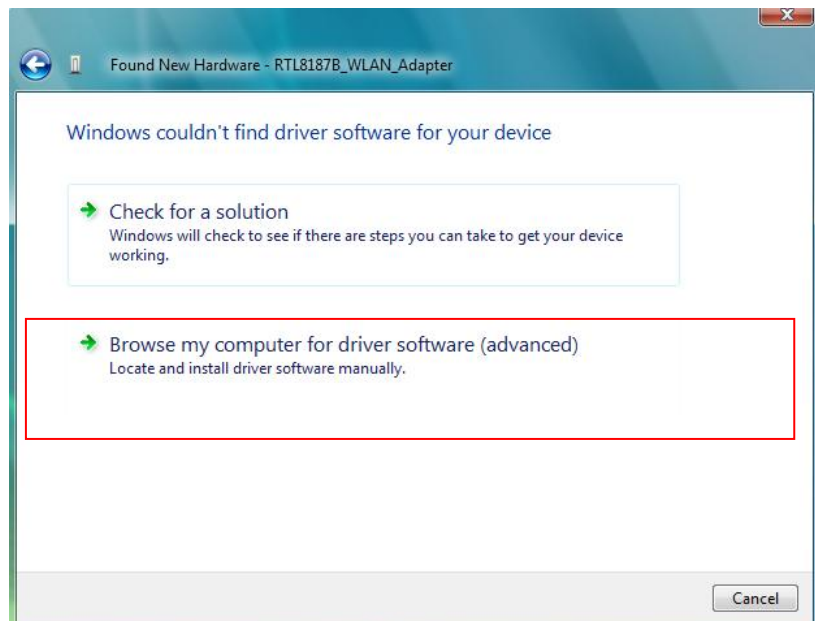 Found New Hardware - RTL8187B_WLAN_Adapter
Windows couldn't find driver software for your device
Check for a solution
Windows will check to see if there are steps you can take to get your device
working.
Browse my computer for driver software (advanced)
Locate and install driver software manually.
Cancel